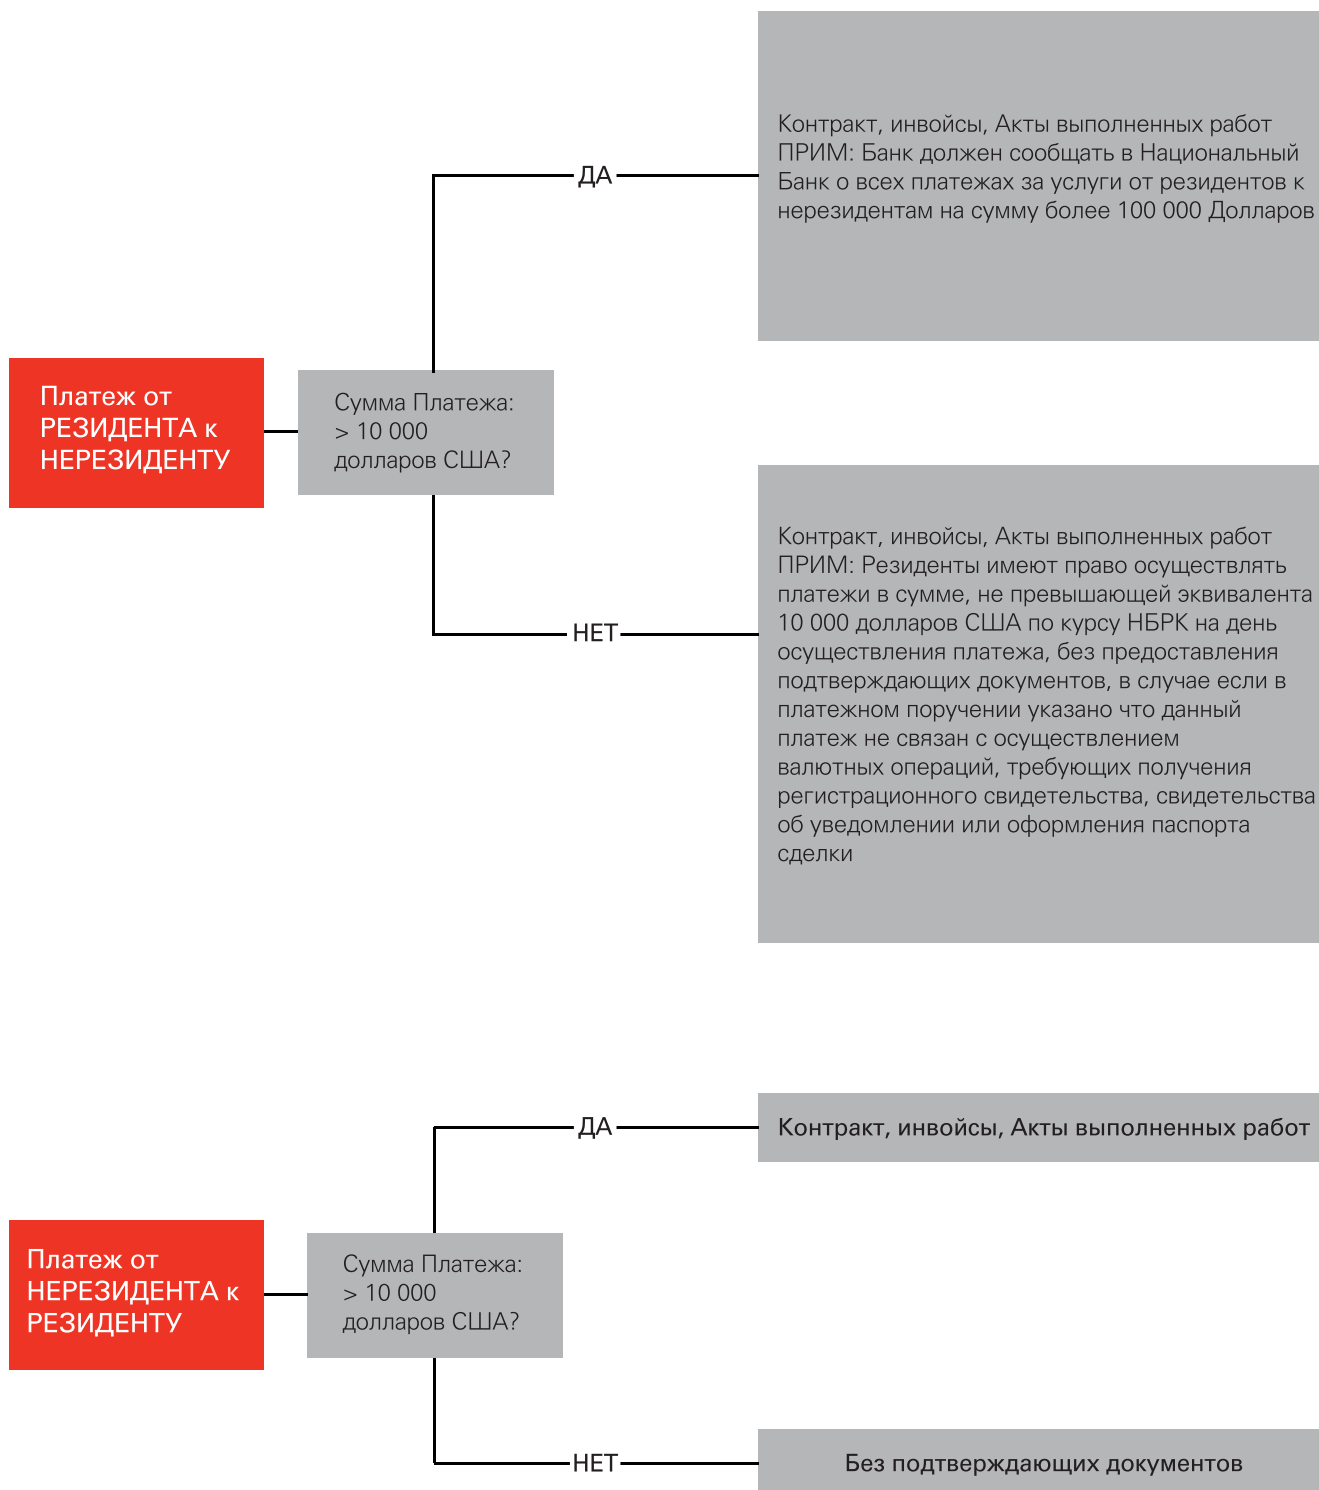 Контракт, инвойсы, Акты выполненных работ
ПРИМ: Банк должен сообщать в Национальный
Банк о всех платежах за услуги от резидентов к
нерезидентам на сумму более 100 000 Долларов
ДА
Платеж от
РЕЗИДЕНТА к
НЕРЕЗИДЕНТУ
Сумма Платежа:
> 10 000
долларов США?
НЕТ
Контракт, инвойсы, Акты выполненных работ
ПРИМ: Резиденты имеют право осуществлять
платежи в сумме, не превышающей эквивалента
10 000 долларов США по курсу НБРК на день
осуществления платежа, без предоставления
подтверждающих документов, в случае если в
платежном поручении указано что данный
платеж не связан с осуществлением
валютных операций, требующих получения
регистрационного свидетельства, свидетельства
об уведомлении или оформления паспорта
сделки
ДА
Контракт, инвойсы, Акты выполненных работ
Платеж от
НЕРЕЗИДЕНТА к
РЕЗИДЕНТУ
Сумма Платежа:
> 10 000
долларов США?
НЕТ
Без подтверждающих документов